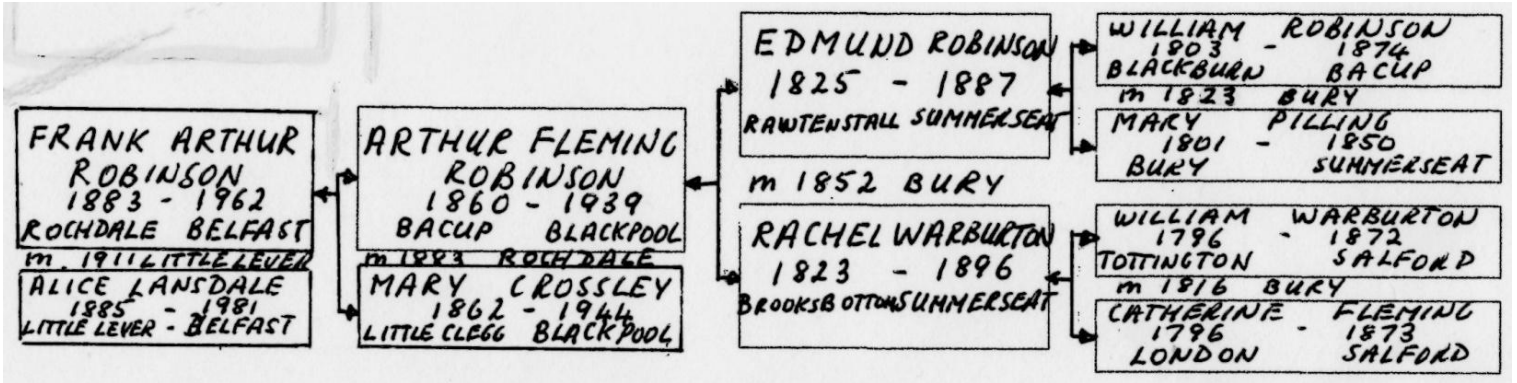 FRANK ARTHUR
ROBINSON
1883 - 1962
ROCHDALE BELFAST
m. 1911 LITTLE LEVER
ALICE LANSDALE
1885 - 1981
LITTLE LEVER - BELFAST
ARTHUR FLEMING
ROBINSON
1860 - 1939
BACUP BLACKPOOL
m 1883 ROCHDALE
MARY CROSSLEY
1862 - 1944
LITTLE CLEGG BLACKPOOL
EDMUND ROBINSON
1825 - 1887
RAWTENSTALL SUMMERSEAT
m 1852 BURY
RACHEL WARBURTON
1823 - 1896
BROOKSBOTTOM SUMMERSEAT
WILLIAM ROBINSON
1803 - 1874
BLACKBURN BACUP
m 1823 BURY
MARY PILLING
1801 - 1850
BURY SUMMERSEAT
WILLIAM WARBURTON
1796 - 1872
TOTTINGTON SALFORD
m 1816 BURY
CATHERINE FLEMING
1796 - 1873
LONDON SALFORD